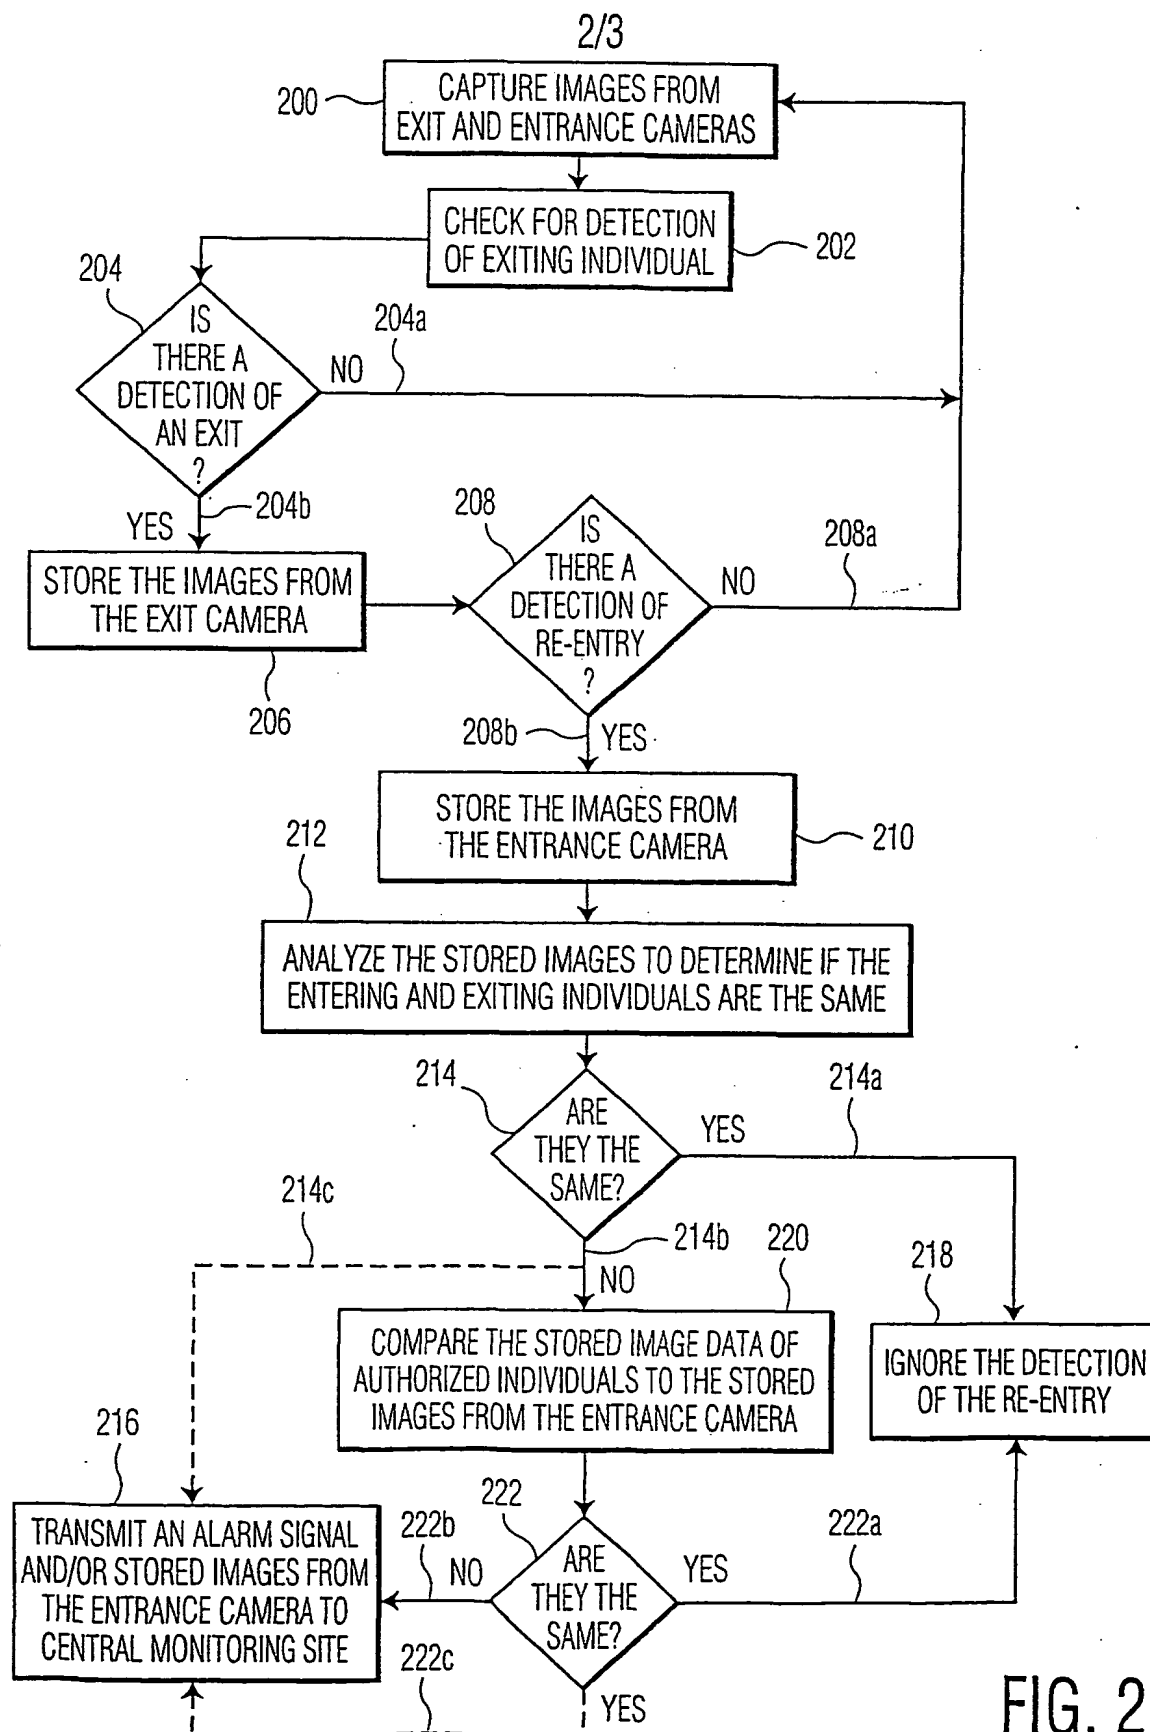 2/3
200
CAPTURE IMAGES FROM
EXIT AND ENTRANCE CAMERAS
CHECK FOR DETECTION
OF EXITING INDIVIDUAL
202
204
IS
THERE A
DETECTION OF
AN EXIT
?
NO
204a
YES
204b
STORE THE IMAGES FROM
THE EXIT CAMERA
206
208
IS
THERE A
DETECTION OF
RE-ENTRY
?
NO
208a
208b
YES
STORE THE IMAGES FROM
THE ENTRANCE CAMERA
210
212
ANALYZE THE STORED IMAGES TO DETERMINE IF THE
ENTERING AND EXITING INDIVIDUALS ARE THE SAME
214
ARE
THEY THE
SAME?
YES
214a
214c
214b
NO
220
COMPARE THE STORED IMAGE DATA OF
AUTHORIZED INDIVIDUALS TO THE STORED
IMAGES FROM THE ENTRANCE CAMERA
218
IGNORE THE DETECTION
OF THE RE-ENTRY
216
TRANSMIT AN ALARM SIGNAL
AND/OR STORED IMAGES FROM
THE ENTRANCE CAMERA TO
CENTRAL MONITORING SITE
222b
NO
222
ARE
THEY THE
SAME?
YES
222a
222c
YES
FIG. 2